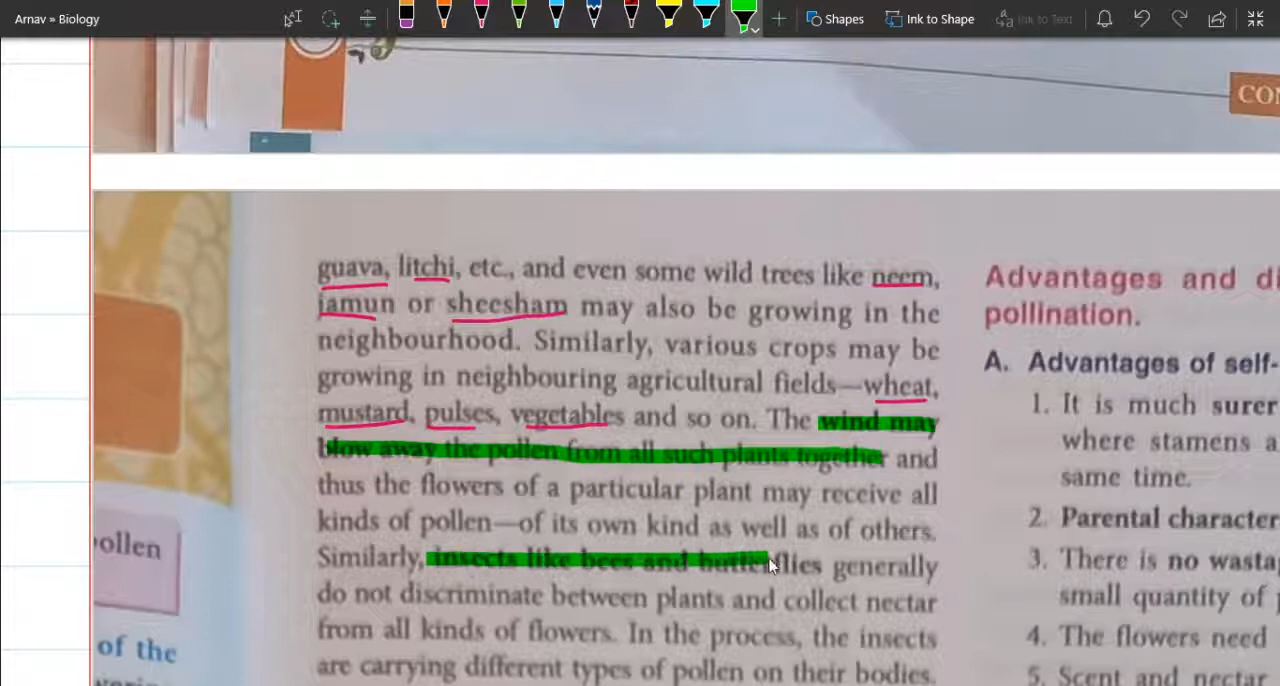 Arnav » Biology
Shapes
Ink to Shape
Ink to Text
guava, litchi, etc., and even some wild trees like neem,
jamun or sheesham may also be growing in the
neighbourhood. Similarly, various crops may be
growing in neighbouring agricultural fields—wheat,
mustard, pulses, vegetables and so on. The wind may
blow away the pollen from all such plants together and
thus the flowers of a particular plant may receive all
kinds of pollen—of its own kind as well as of others.
Similarly, insects like bees and butterflies generally
do not discriminate between plants and collect nectar
from all kinds of flowers. In the process, the insects
are carrying different types of pollen on their bodies.
ollen
of the
Advantages and di
pollination.
A. Advantages of self-
1. It is much surer
where stamens a
same time.
2. Parental character
3. There is no wasta
small quantity of
4. The flowers need
5. Scent and nectar